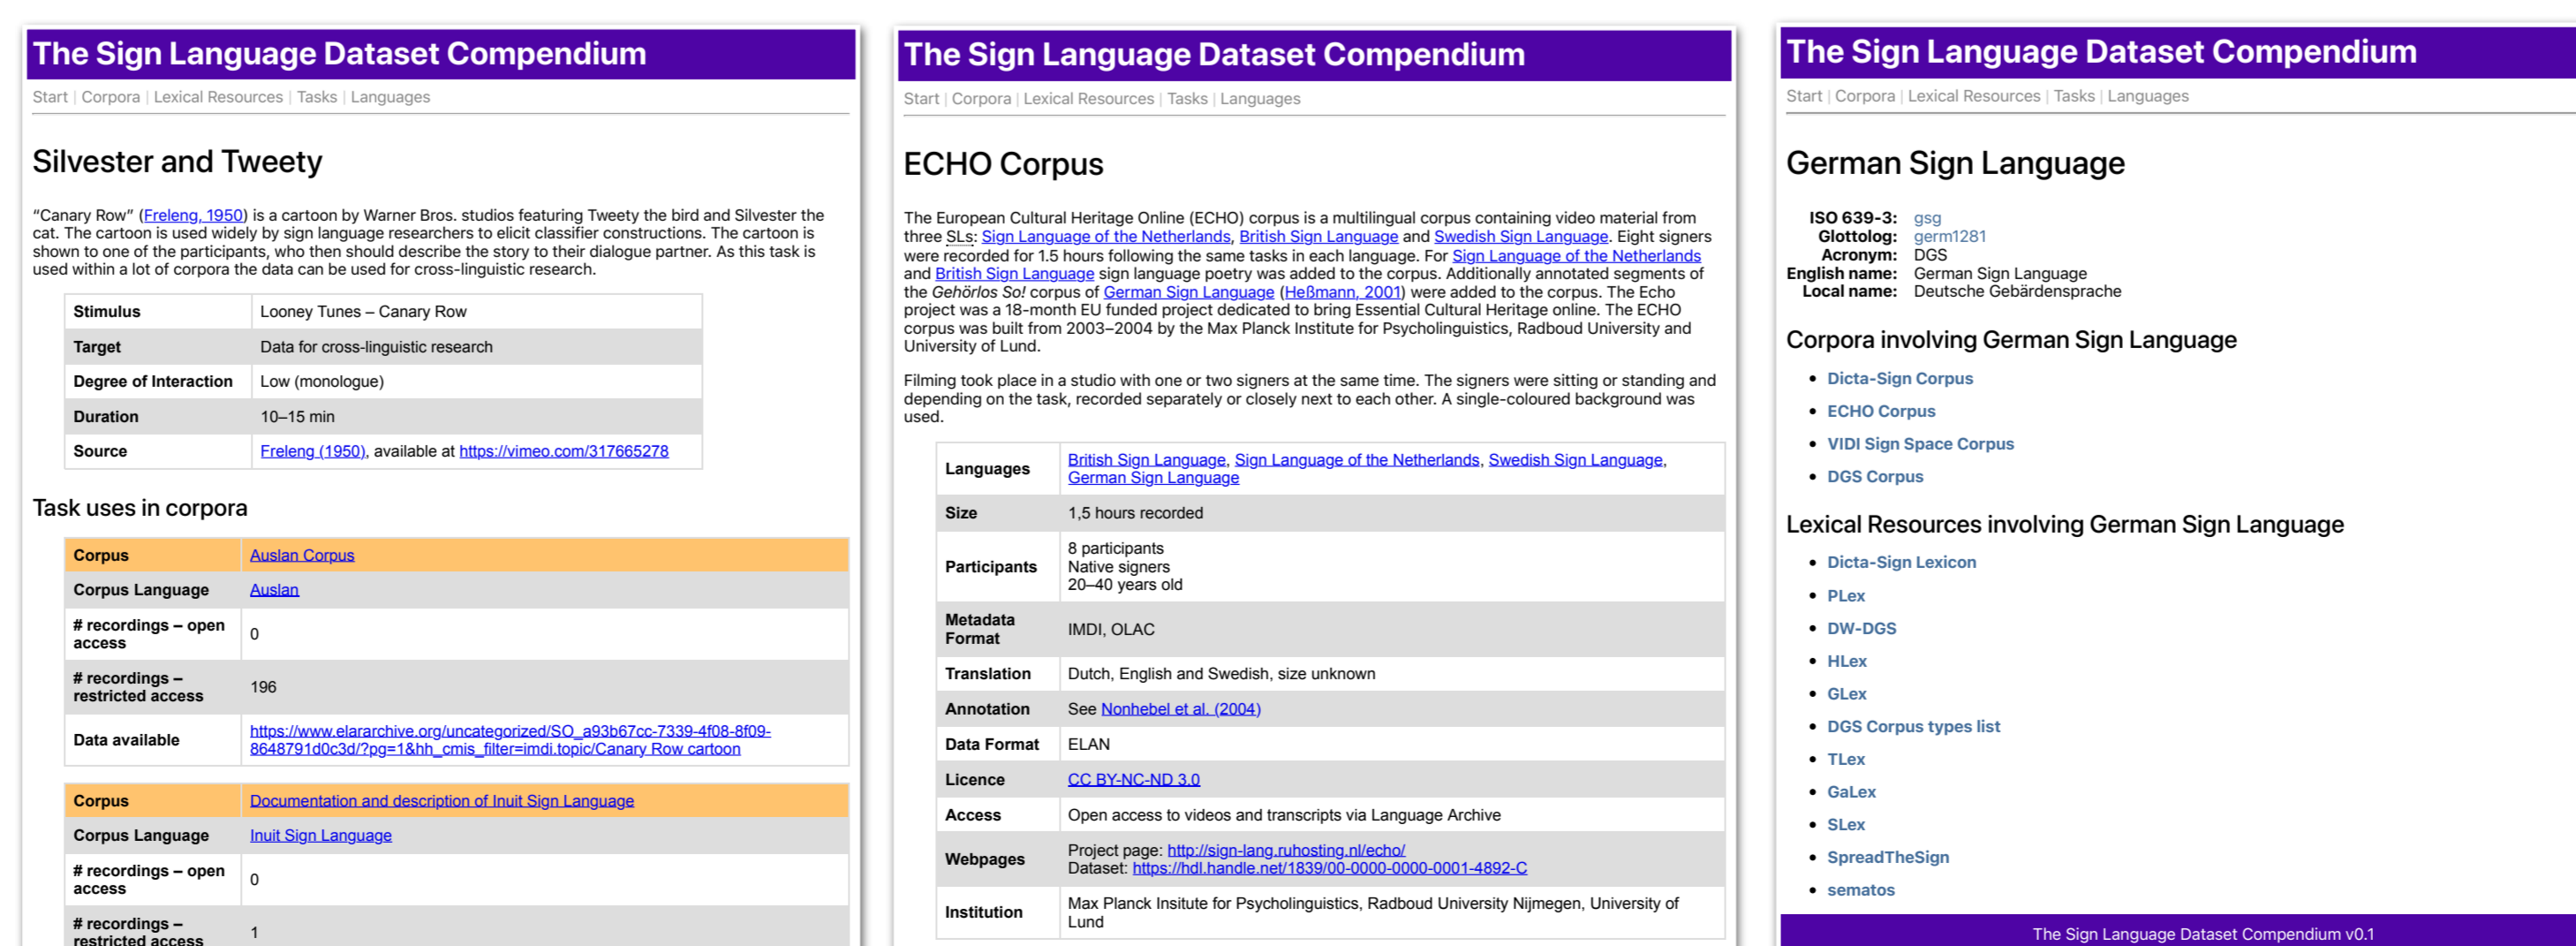 The Sign Language Dataset Compendium
Start | Corpora | Lexical Resources | Tasks | Languages
Silvester and Tweety
“Canary Row” (Freleng, 1950) is a cartoon by Warner Bros. studios featuring Tweety the bird and Silvester the
cat. The cartoon is used widely by sign language researchers to elicit classifier constructions. The cartoon is
shown to one of the participants, who then should describe the story to their dialogue partner. As this task is
used within a lot of corpora the data can be used for cross-linguistic research.
Stimulus Looney Tunes – Canary Row
Target Data for cross-linguistic research
Degree of Interaction Low (monologue)
Duration 10–15 min
Source Freleng (1950), available at https://vimeo.com/317665278
Task uses in corpora
Corpus Auslan Corpus
Corpus Language Auslan
# recordings – open
access 0
# recordings –
restricted access 196
Data available https://www.elararchive.org/uncategorized/SO_a93b67cc-7339-4f08-8f09-
8648791d0c3d/?pg=1&hh_cmis_filter=imdi.topic/Canary Row cartoon
Corpus Documentation and description of Inuit Sign Language
Corpus Language Inuit Sign Language
# recordings – open
access 0
# recordings –
restricted access 1
The Sign Language Dataset Compendium
Start | Corpora | Lexical Resources | Tasks | Languages
ECHO Corpus
The European Cultural Heritage Online (ECHO) corpus is a multilingual corpus containing video material from
three SLs: Sign Language of the Netherlands, British Sign Language and Swedish Sign Language. Eight signers
were recorded for 1.5 hours following the same tasks in each language. For Sign Language of the Netherlands
and British Sign Language sign language poetry was added to the corpus. Additionally annotated segments of
the Gehörlos So! corpus of German Sign Language (Heßmann, 2001) were added to the corpus. The Echo
project was a 18-month EU funded project dedicated to bring Essential Cultural Heritage online. The ECHO
corpus was built from 2003–2004 by the Max Planck Institute for Psycholinguistics, Radboud University and
University of Lund.
Filming took place in a studio with one or two signers at the same time. The signers were sitting or standing and
depending on the task, recorded separately or closely next to each other. A single-coloured background was
used.
Languages British Sign Language, Sign Language of the Netherlands, Swedish Sign Language,
German Sign Language
Size 1,5 hours recorded
Participants 8 participants
Native signers
20–40 years old
Metadata
Format IMDI, OLAC
Translation Dutch, English and Swedish, size unknown
Annotation See Nonhebel et al. (2004)
Data Format ELAN
Licence CC BY-NC-ND 3.0
Access Open access to videos and transcripts via Language Archive
Webpages Project page: http://sign-lang.ruhosting.nl/echo/
Dataset: https://hdl.handle.net/1839/00-0000-0000-0001-4892-C
Institution Max Planck Insitute for Psycholinguistics, Radboud University Nijmegen, University of
Lund
The Sign Language Dataset Compendium
Start | Corpora | Lexical Resources | Tasks | Languages
German Sign Language
ISO 639-3: gsg
Glottolog: germ1281
Acronym: DGS
English name: German Sign Language
Local name: Deutsche Gebärdensprache
Corpora involving German Sign Language
• Dicta-Sign Corpus
• ECHO Corpus
• VIDI Sign Space Corpus
• DGS Corpus
Lexical Resources involving German Sign Language
• Dicta-Sign Lexicon
• PLex
• DW-DGS
• HLex
• GLex
• DGS Corpus types list
• TLex
• GaLex
• SLex
• SpreadTheSign
• sematos
The Sign Language Dataset Compendium v0.1